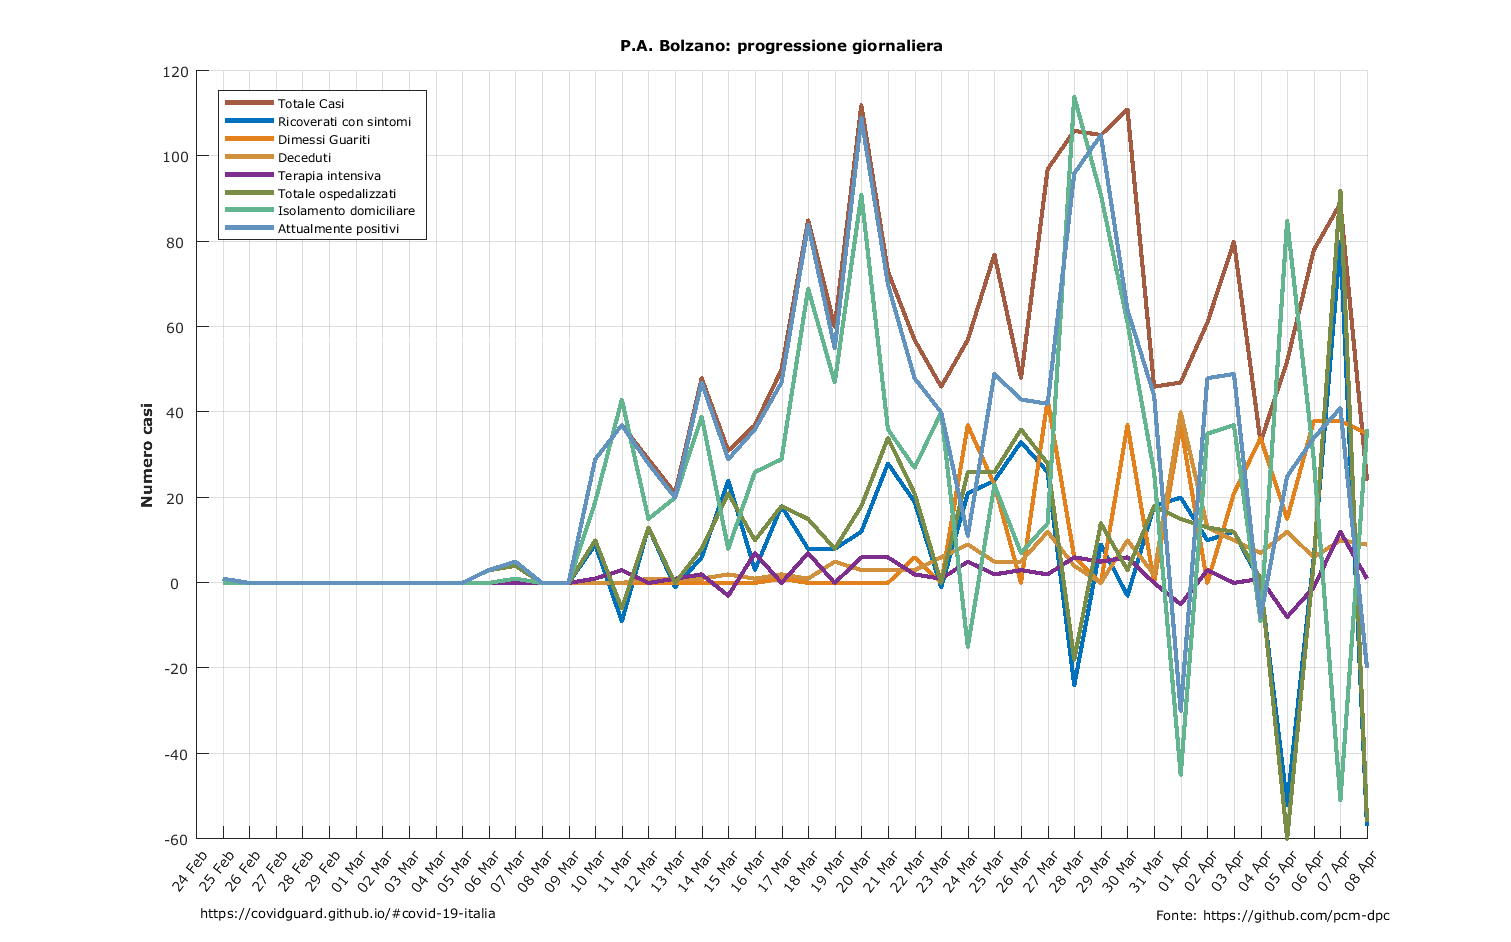 P.A. Bolzano: progressione giornaliera
120
100
80
60
40
20
0
-20
-40
-60
Numero casi
Totale Casi
Ricoverati con sintomi
Dimessi Guariti
Deceduti
Terapia intensiva
Totale ospedalizzati
Isolamento domiciliare
Attualmente positivi
24 Feb
25 Feb
26 Feb
27 Feb
28 Feb
29 Feb
01 Mar
02 Mar
03 Mar
04 Mar
05 Mar
06 Mar
07 Mar
08 Mar
09 Mar
10 Mar
11 Mar
12 Mar
13 Mar
14 Mar
15 Mar
16 Mar
17 Mar
18 Mar
19 Mar
20 Mar
21 Mar
22 Mar
23 Mar
24 Mar
25 Mar
26 Mar
27 Mar
28 Mar
29 Mar
30 Mar
31 Mar
01 Apr
02 Apr
03 Apr
04 Apr
05 Apr
06 Apr
07 Apr
08 Apr
https://covidguard.github.io/#covid-19-italia
Fonte: https://github.com/pcm-dpc